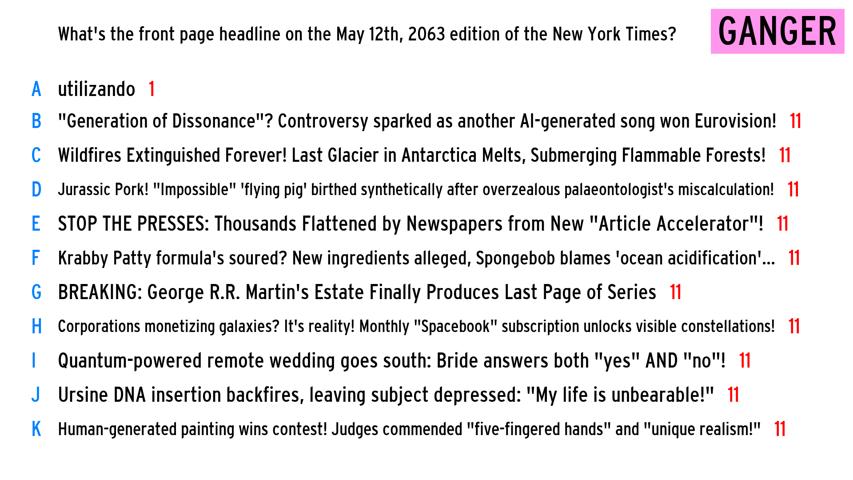 What's the front page headline on the May 12th, 2063 edition of the New York Times?
GANGER
A utilizando 1
B "Generation of Dissonance"? Controversy sparked as another AI-generated song won Eurovision! 11
C Wildfires Extinguished Forever! Last Glacier in Antarctica Melts, Submerging Flammable Forests! 11
D Jurassic Pork! "Impossible" 'flying pig' birthed synthetically after overzealous palaeontologist's miscalculation! 11
E STOP THE PRESSES: Thousands Flattened by Newspapers from New "Article Accelerator"! 11
F Krabby Patty formula's soured? New ingredients alleged, Spongebob blames 'ocean acidification'... 11
G BREAKING: George R.R. Martin's Estate Finally Produces Last Page of Series 11
H Corporations monetizing galaxies? It's reality! Monthly "Spacebook" subscription unlocks visible constellations! 11
I Quantum-powered remote wedding goes south: Bride answers both "yes" AND "no"! 11
J Ursine DNA insertion backfires, leaving subject depressed: "My life is unbearable!" 11
K Human-generated painting wins contest! Judges commended "five-fingered hands" and "unique realism!" 11